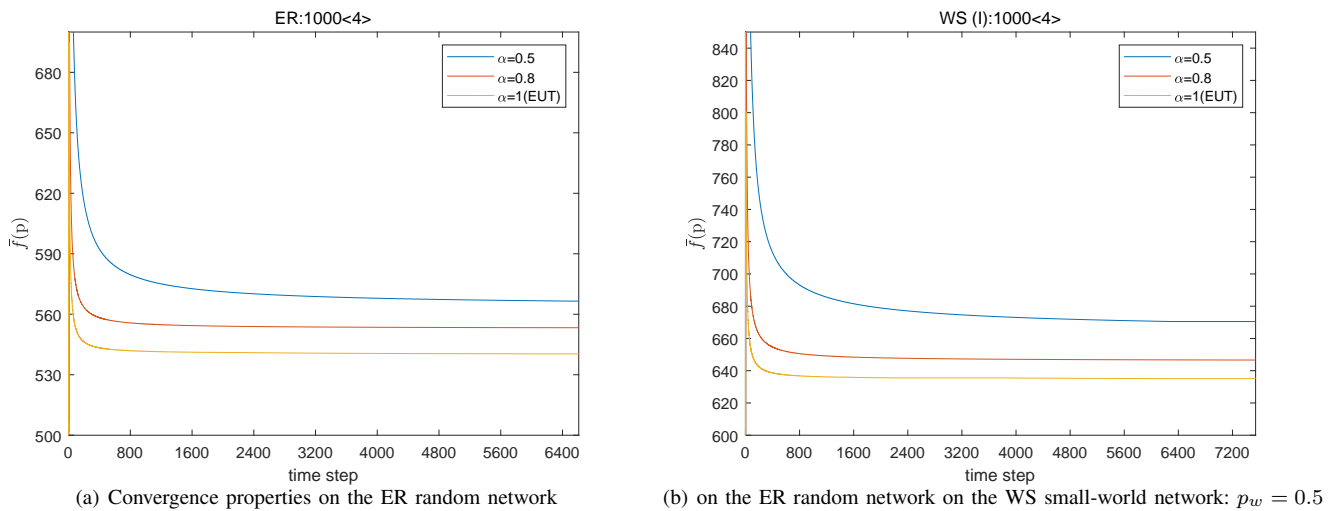 ER:1000<4>
f̄(p)
680
650
620
590
560
530
500
α=0.5
α=0.8
α=1(EUT)
0 800 1600 2400 3200 4000 4800 5600 6400
time step
(a) Convergence properties on the ER random network
WS (I):1000<4>
f̄(p)
840
820
800
780
760
740
720
700
680
660
640
620
600
α=0.5
α=0.8
α=1(EUT)
0 800 1600 2400 3200 4000 4800 5600 6400 7200
time step
(b) on the ER random network on the WS small-world network: p_w = 0.5